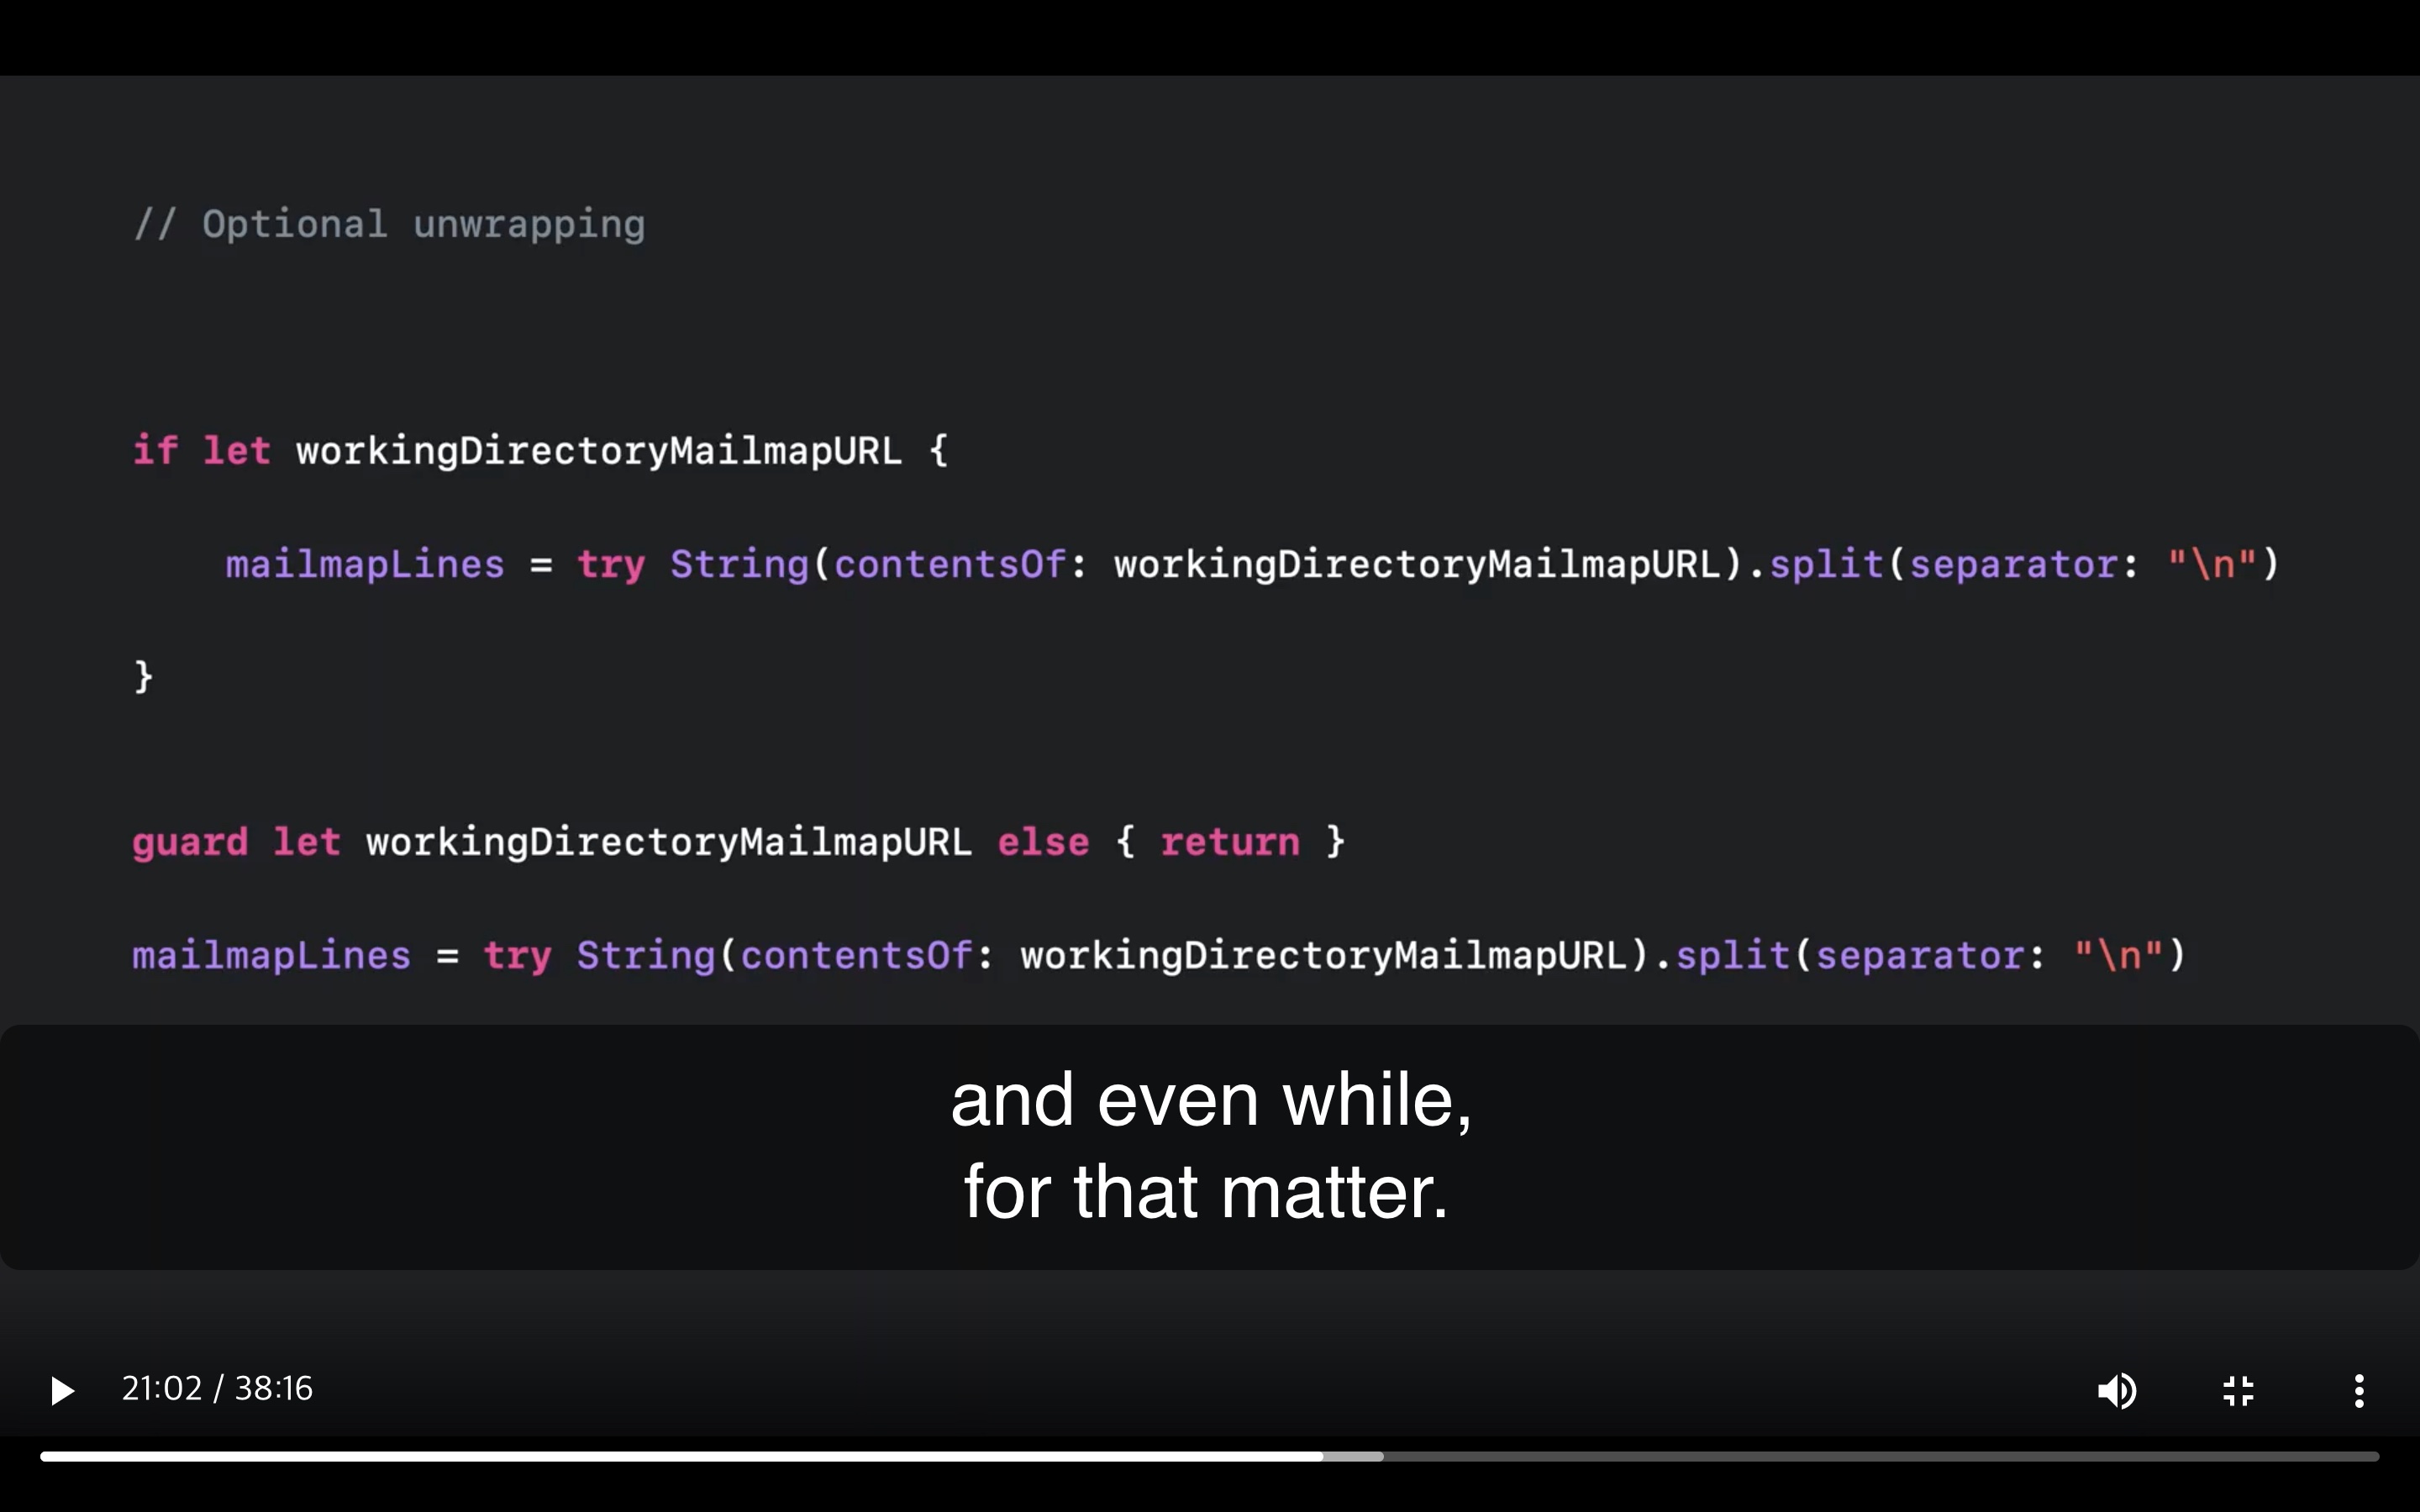 // Optional unwrapping
if let workingDirectoryMailmapURL {
    mailmapLines = try String(contentsOf: workingDirectoryMailmapURL).split(separator: "\n")
}
guard let workingDirectoryMailmapURL else { return }
mailmapLines = try String(contentsOf: workingDirectoryMailmapURL).split(separator: "\n")
and even while,
for that matter.
21:02 / 38:16